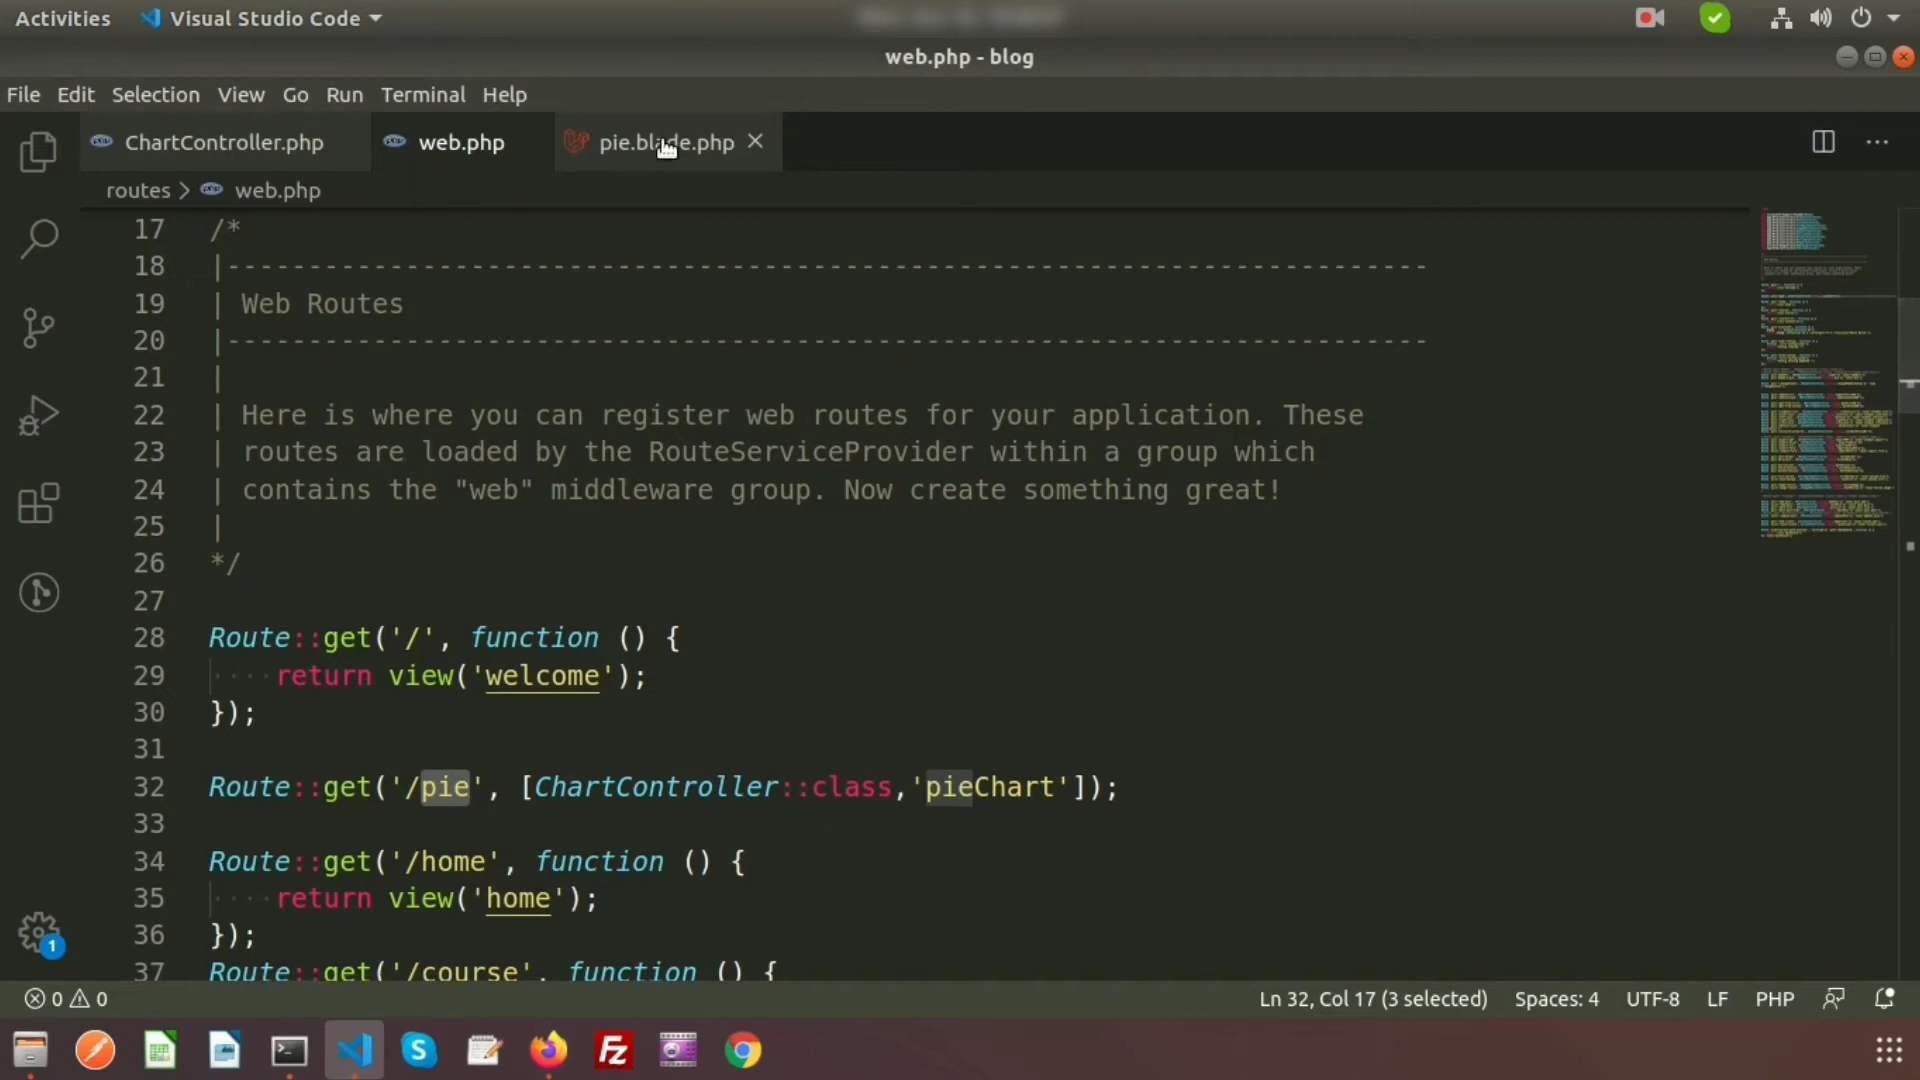 Activities Visual Studio Code
web.php - blog
File Edit Selection View Go Run Terminal Help
ChartController.php web.php pie.blade.php
routes > web.php
17 /*
18 |--------------------------------------------------------------------------
19 | Web Routes
20 |--------------------------------------------------------------------------
21 |
22 | Here is where you can register web routes for your application. These
23 | routes are loaded by the RouteServiceProvider within a group which
24 | contains the "web" middleware group. Now create something great!
25 |
26 */
27
28 Route::get('/', function () {
29 ····return view('welcome');
30 });
31
32 Route::get('/pie', [ChartController::class,'pieChart']);
33
34 Route::get('/home', function () {
35 ····return view('home');
36 });
37 Route::get('/course', function () {
1
0 0 Ln 32, Col 17 (3 selected) Spaces: 4 UTF-8 LF PHP
S Fz